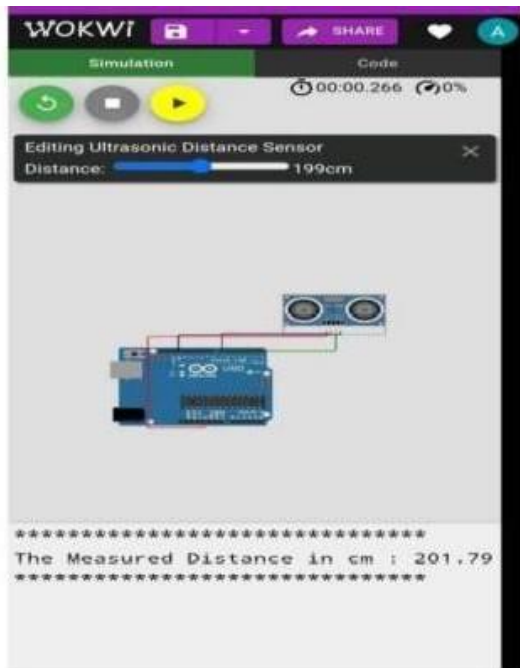 WOKWI SHARE A
Simulation Code
00:00.266 0%
Editing Ultrasonic Distance Sensor
Distance: 199cm
*******************************
The Measured Distance in cm : 201.79
*******************************
UNO